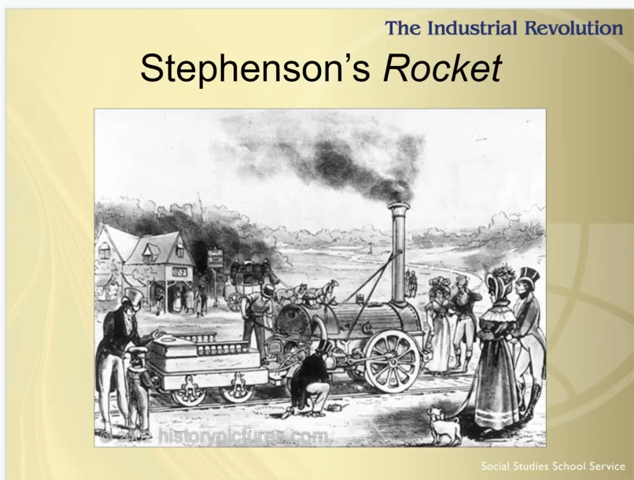 The Industrial Revolution
Stephenson's Rocket
historypictures.com
Social Studies School Service